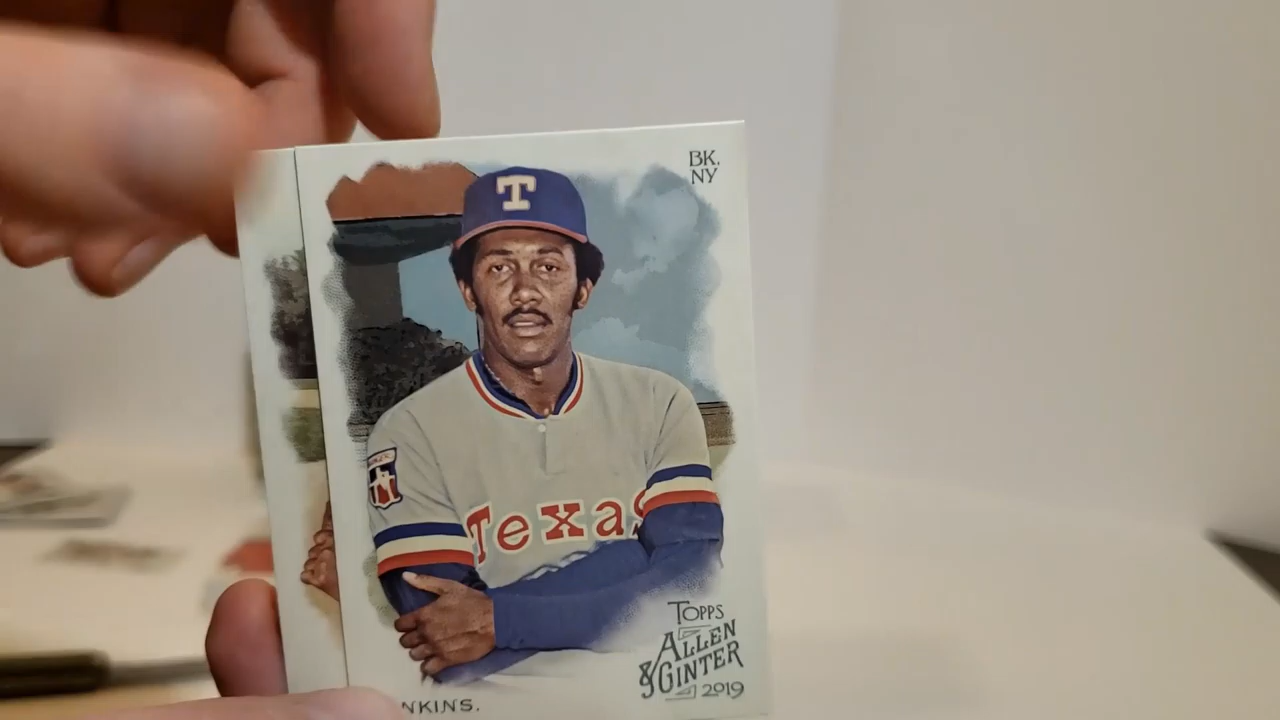 BK.
NY
T
Texas
TOPPS
ALLEN
& GINTER
2019
NKINS.